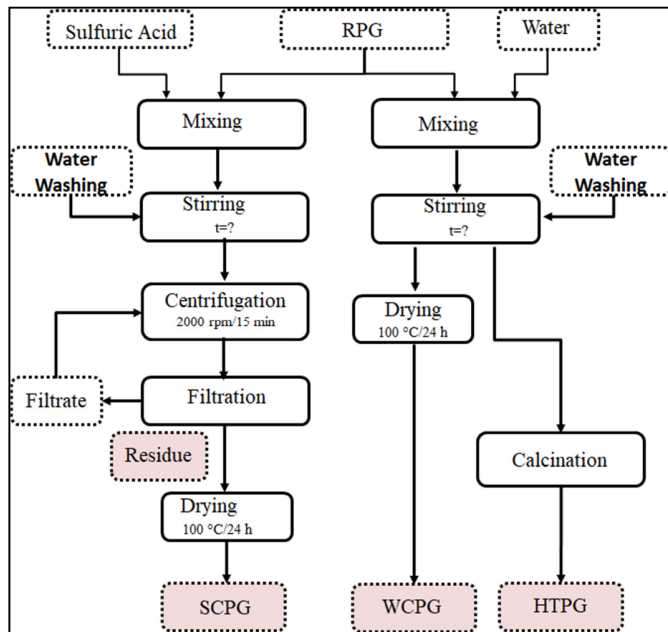 Sulfuric Acid
RPG
Water
Mixing
Mixing
Water
Washing
Water
Washing
Stirring
t=?
Stirring
t=?
Centrifugation
2000 rpm/15 min
Drying
100 °C/24 h
Filtrate
Filtration
Residue
Calcination
Drying
100 °C/24 h
SCPG
WCPG
HTPG